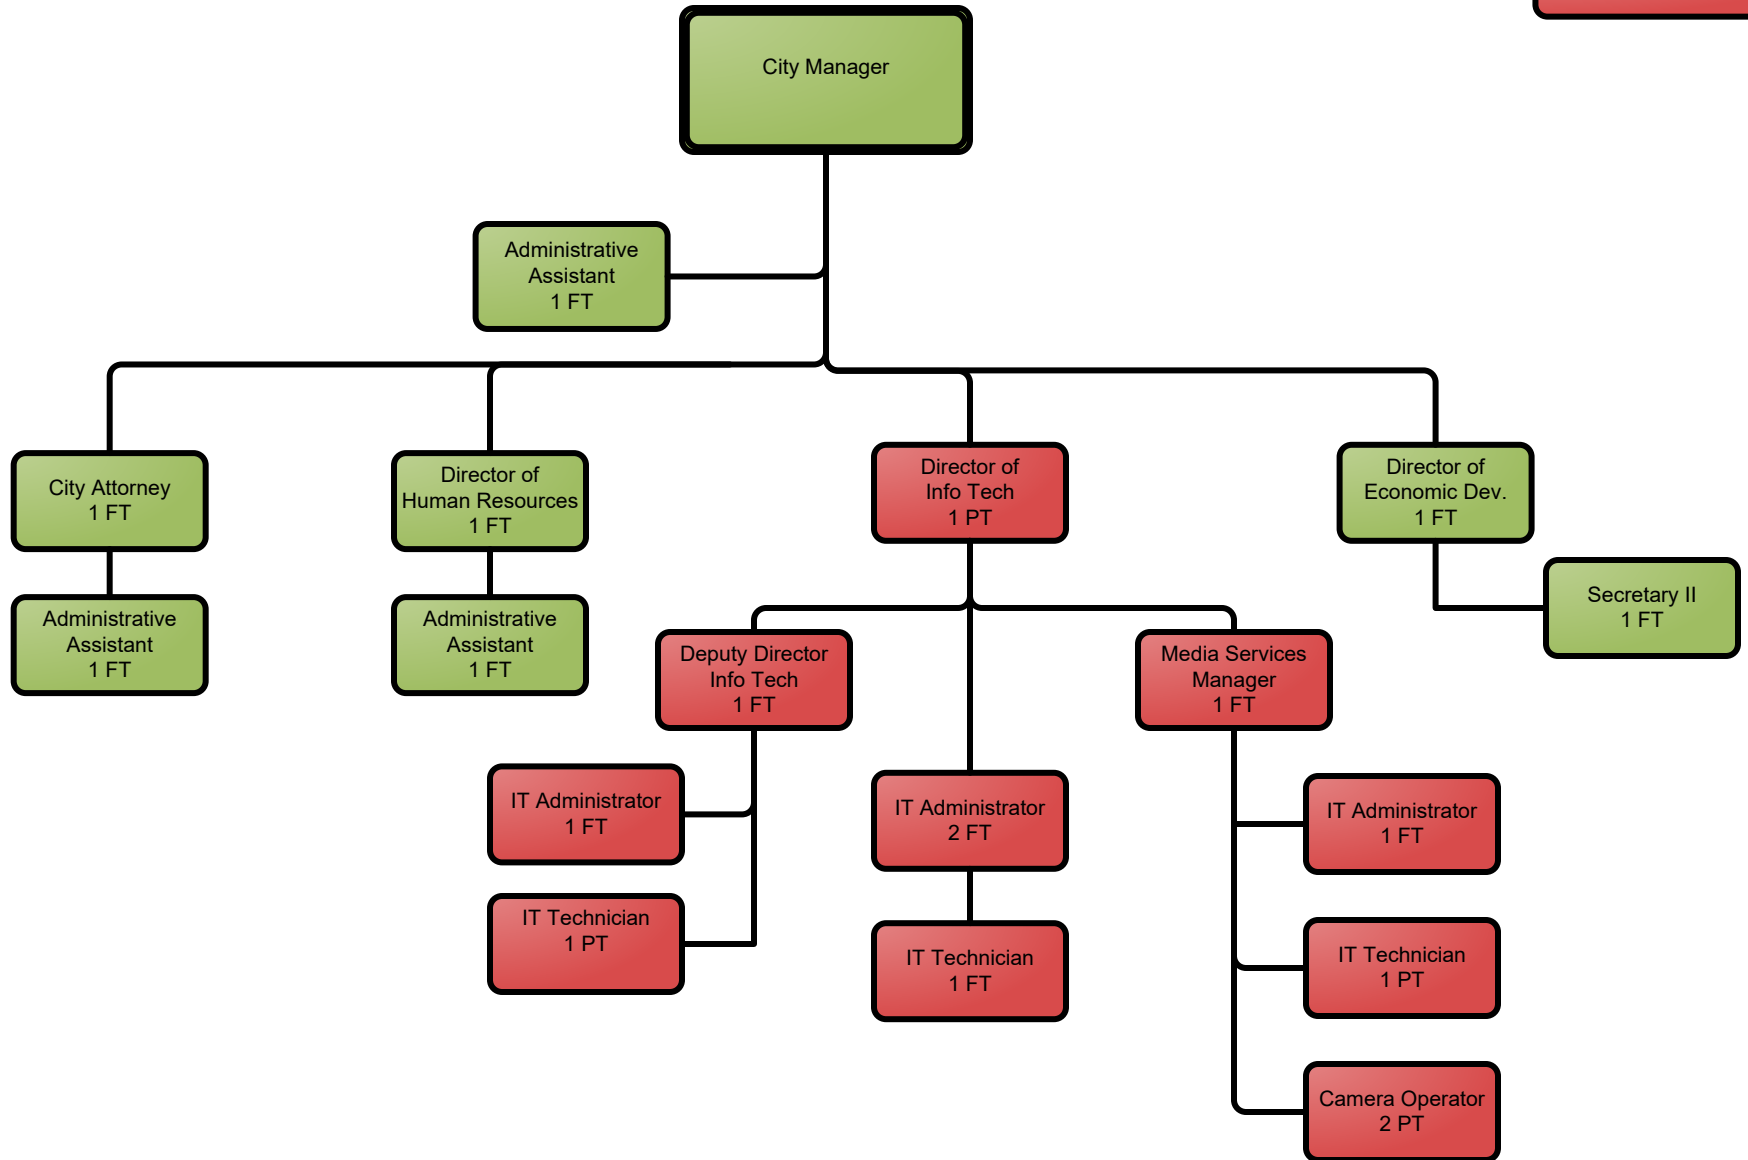 City Manager
Administrative
Assistant
1 FT
City Attorney
1 FT
Director of
Human Resources
1 FT
Director of
Info Tech
1 PT
Director of
Economic Dev.
1 FT
Administrative
Assistant
1 FT
Administrative
Assistant
1 FT
Secretary II
1 FT
Deputy Director
Info Tech
1 FT
Media Services
Manager
1 FT
IT Administrator
1 FT
IT Administrator
2 FT
IT Administrator
1 FT
IT Technician
1 PT
IT Technician
1 FT
IT Technician
1 PT
Camera Operator
2 PT